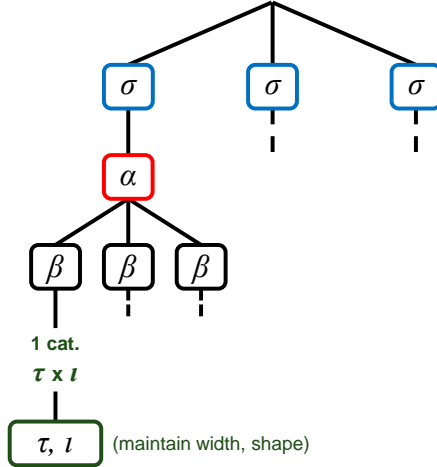 σ σ σ
α
β β β
1 cat.
τ x ι
τ, ι (maintain width, shape)